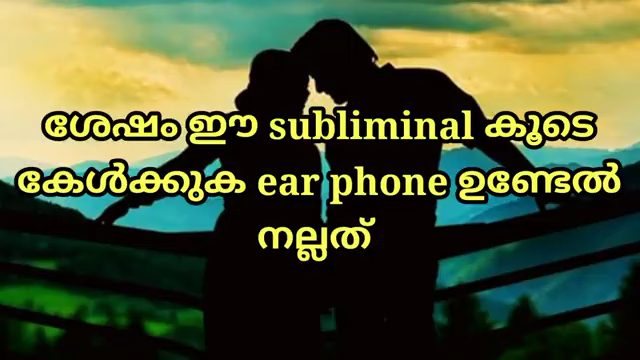 ശേഷം ഈ subliminal കൂടെ
കേൾക്കുക ear phone ഉണ്ടേൽ
നല്ലത്